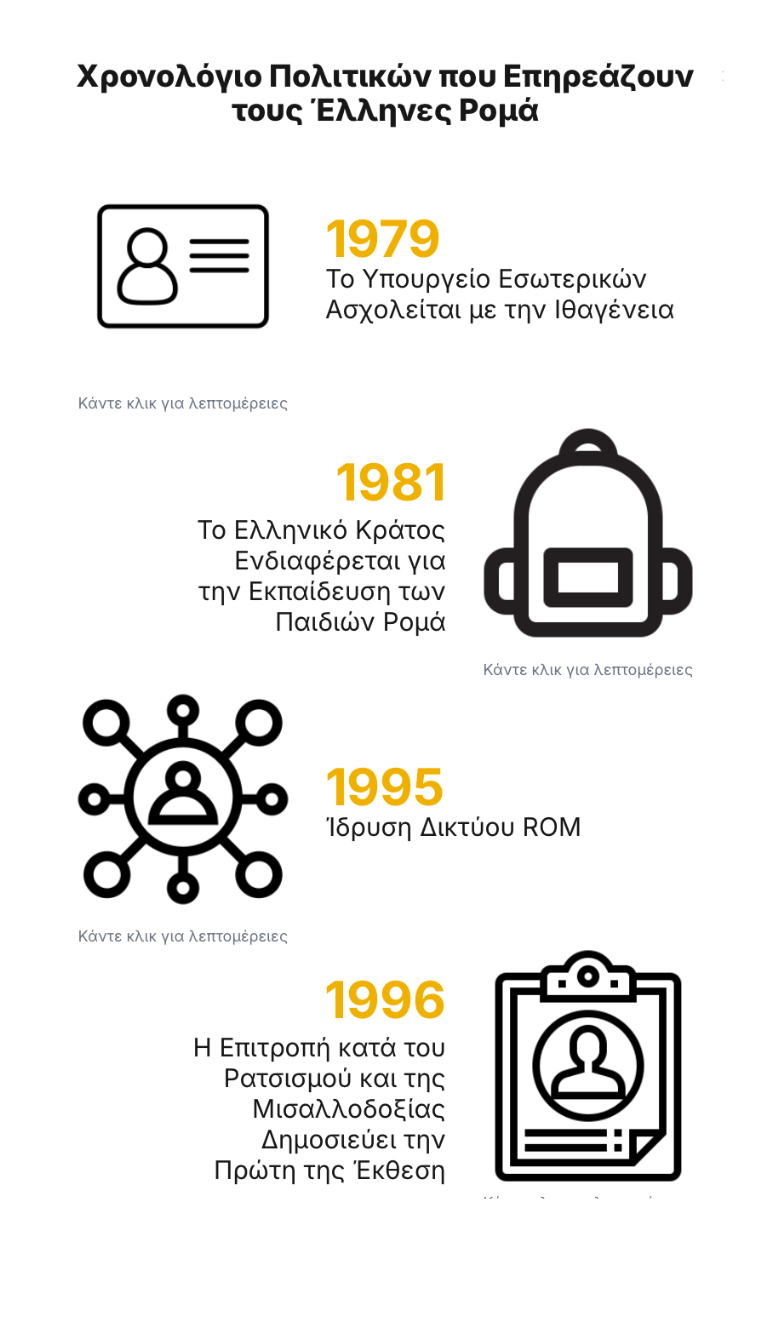 Χρονολόγιο Πολιτικών που Επηρεάζουν
τους Έλληνες Ρομά
1979
Το Υπουργείο Εσωτερικών
Ασχολείται με την Ιθαγένεια
Κάντε κλικ για λεπτομέρειες
1981
Το Ελληνικό Κράτος
Ενδιαφέρεται για
την Εκπαίδευση των
Παιδιών Ρομά
Κάντε κλικ για λεπτομέρειες
1995
Ίδρυση Δικτύου ROM
Κάντε κλικ για λεπτομέρειες
1996
Η Επιτροπή κατά του
Ρατσισμού και της
Μισαλλοδοξίας
Δημοσιεύει την
Πρώτη της Έκθεση